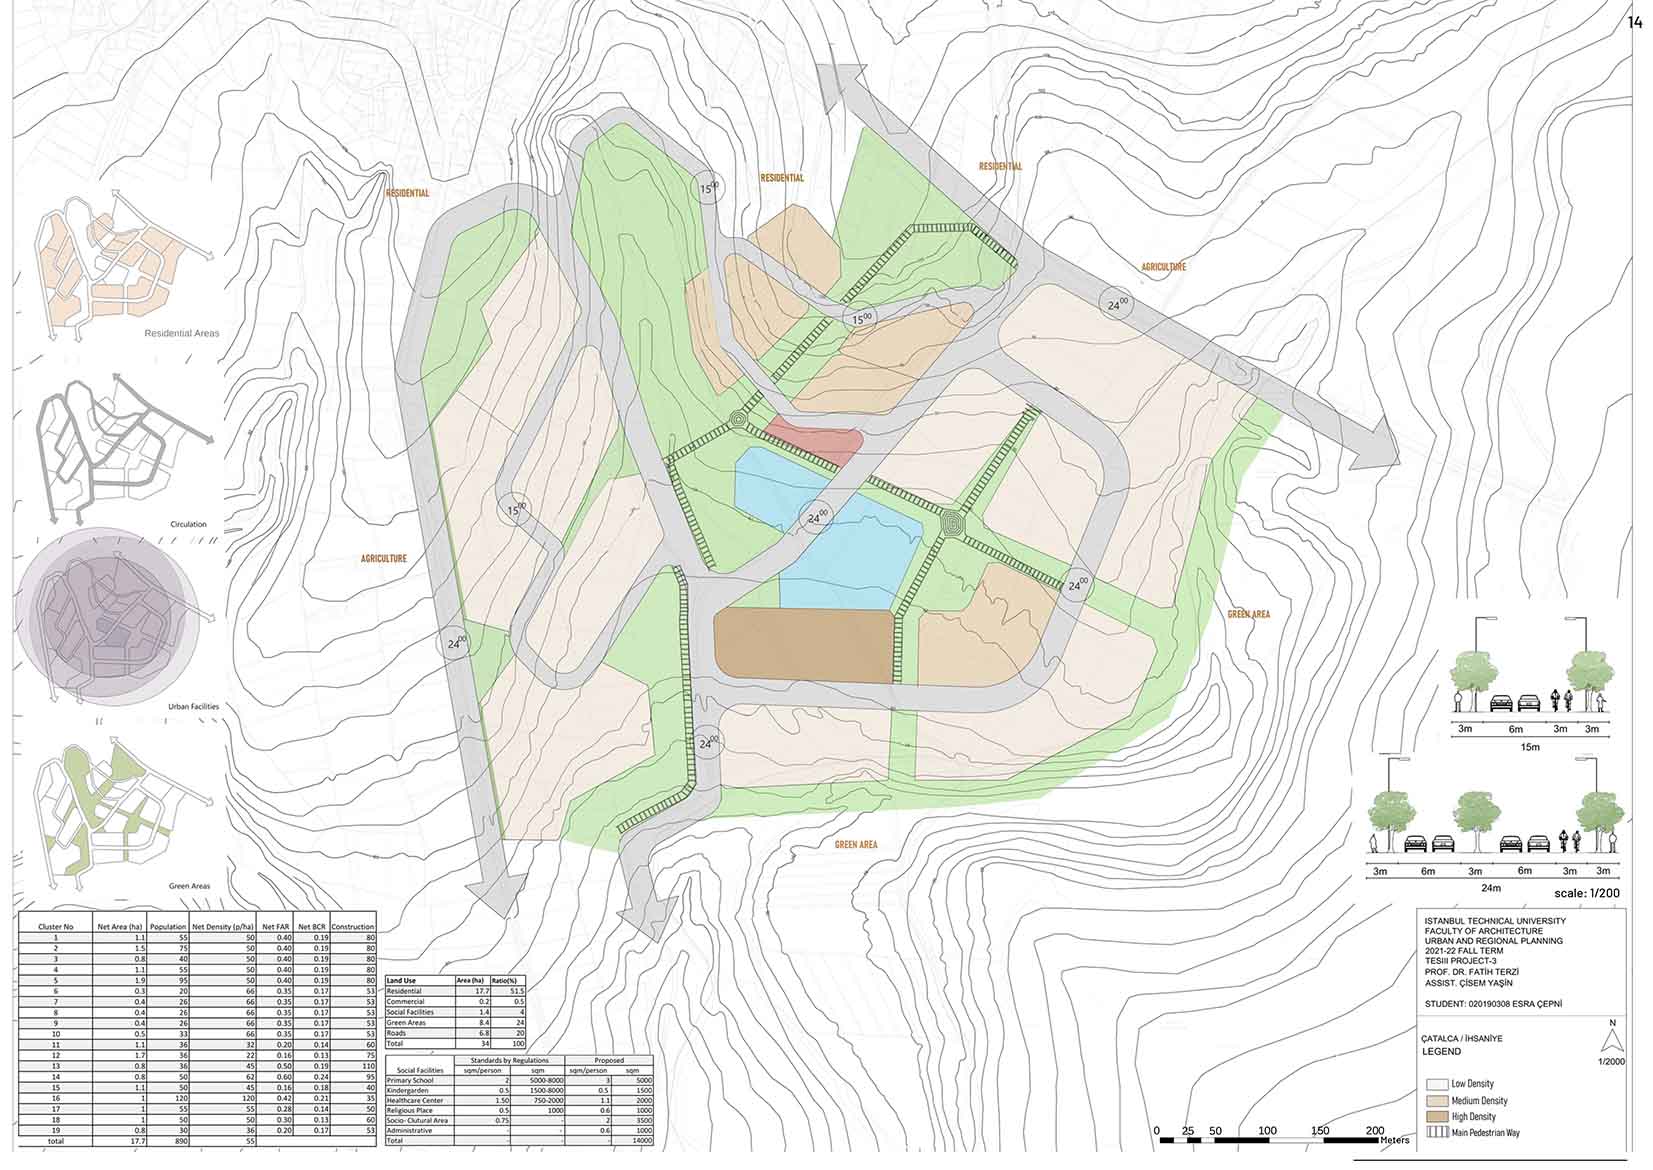 14
RESIDENTIAL
RESIDENTIAL
RESIDENTIAL
AGRICULTURE
AGRICULTURE
GREEN AREA
GREEN AREA
15⁰⁰
15⁰⁰
24⁰⁰
15⁰⁰
24⁰⁰
24⁰⁰
24⁰⁰
24⁰⁰
Residential Areas
Circulation
Urban Facilities
Green Areas
Cluster No Net Area (ha) Population Net Density (p/ha) Net FAR Net BCR Construction
1 1.1 55 50 0.40 0.19 80
2 1.5 75 50 0.40 0.19 80
3 0.8 40 50 0.40 0.19 80
4 1.1 55 50 0.40 0.19 80
5 1.9 95 50 0.40 0.19 80
6 0.3 20 66 0.35 0.17 53
7 0.4 26 66 0.35 0.17 53
8 0.4 26 66 0.35 0.17 53
9 0.4 26 66 0.35 0.17 53
10 0.5 33 66 0.35 0.17 53
11 1.1 36 32 0.20 0.14 60
12 1.7 36 22 0.16 0.13 75
13 0.8 36 45 0.50 0.19 110
14 0.8 50 62 0.60 0.24 95
15 1.1 50 45 0.16 0.18 40
16 1 120 120 0.42 0.21 35
17 1 55 55 0.28 0.14 50
18 1 50 50 0.30 0.13 60
19 0.8 30 36 0.20 0.17 53
total 17.7 890 55
Land Use Area (ha) Ratio(%)
Residential 17.7 51.5
Commercial 0.2 0.5
Social Facilities 1.4 4
Green Areas 8.4 24
Roads 6.8 20
Total 34 100
Standards by Regulations Proposed
Social Facilities sqm/person sqm sqm/person sqm
Primary School 2 5000-8000 3 5000
Kindergarden 0.5 1500-8000 0.5 1500
Healthcare Center 1.50 750-2000 1.1 2000
Religious Place 0.5 1000 0.6 1000
Socio- Clutural Area 0.75 - 2 3500
Administrative - - 0.6 1000
Total - - - 14000
3m 6m 3m 3m
15m
3m 6m 3m 6m 3m 3m
24m
scale: 1/200
ISTANBUL TECHNICAL UNIVERSITY
FACULTY OF ARCHITECTURE
URBAN AND REGIONAL PLANNING
2021-22 FALL TERM
TESIII PROJECT-3
PROF. DR. FATİH TERZİ
ASSIST. ÇİSEM YAŞIN
STUDENT: 020190308 ESRA ÇEPNİ
ÇATALCA / İHSANİYE
LEGEND
N
1/2000
Low Density
Medium Density
High Density
Main Pedestrian Way
0 25 50 100 150 200
Meters